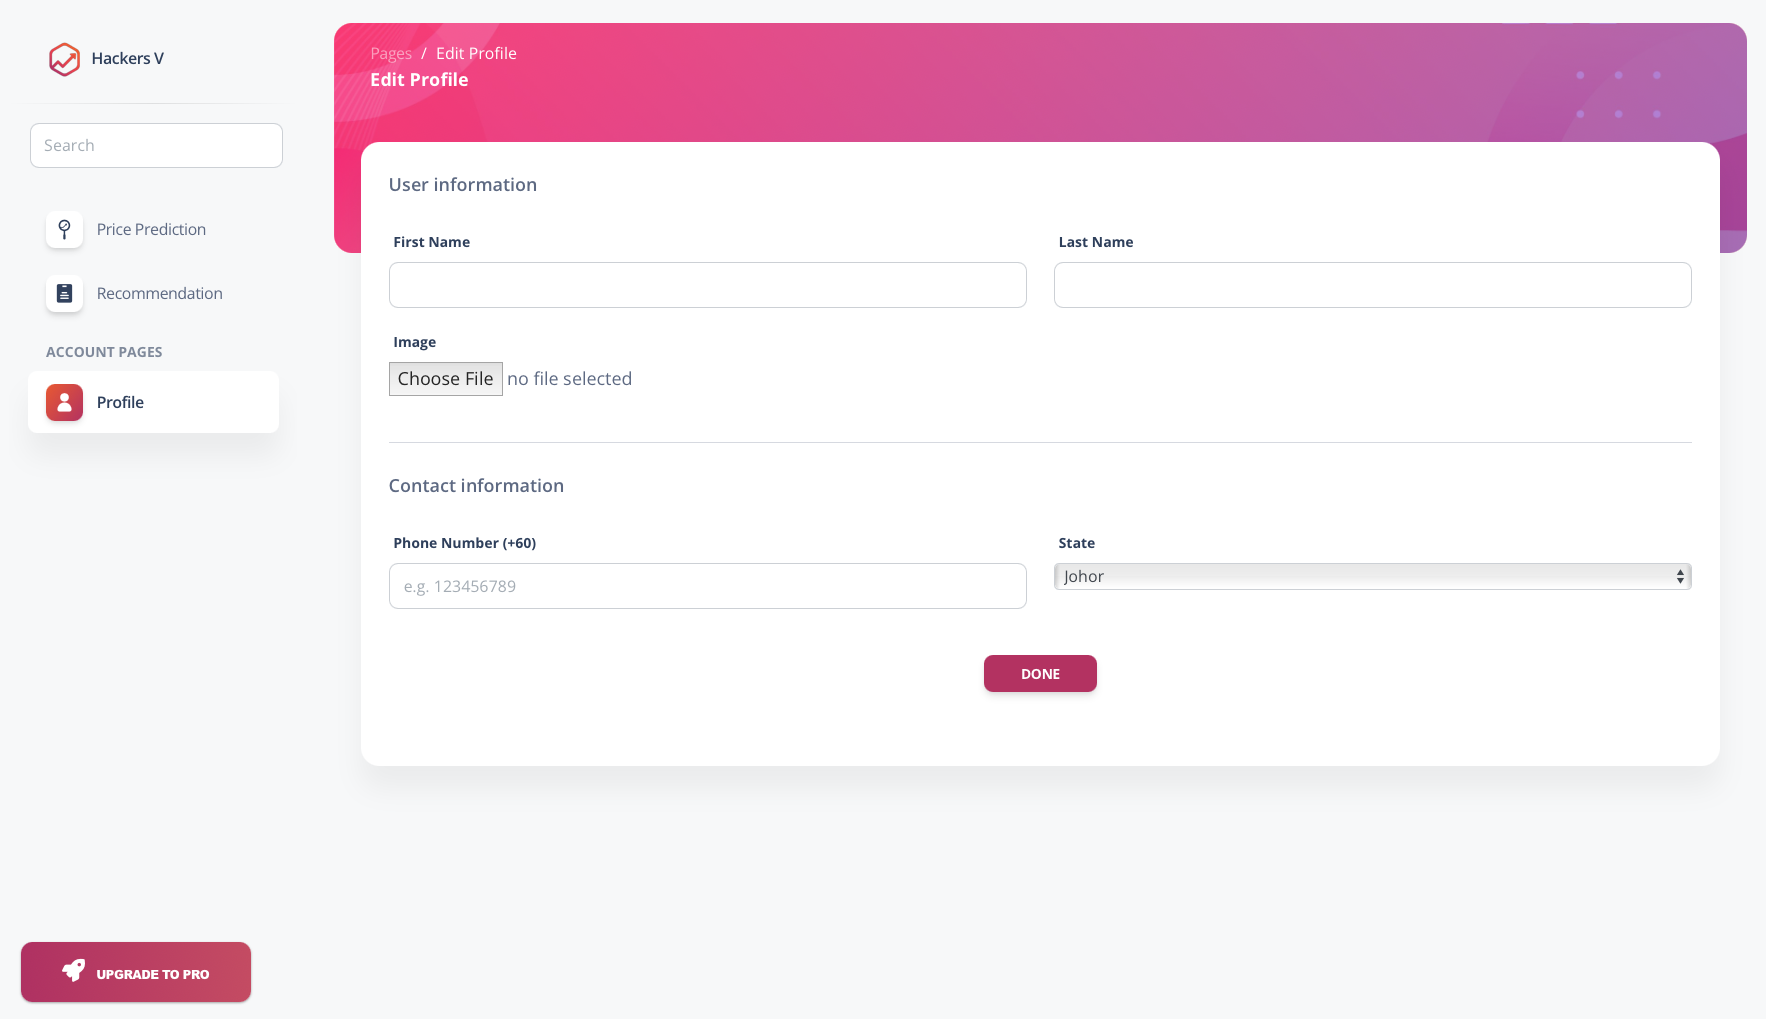 Hackers V
Search
Price Prediction
Recommendation
ACCOUNT PAGES
Profile
UPGRADE TO PRO
Pages / Edit Profile
Edit Profile
User information
First Name
Last Name
Image
Choose File no file selected
Contact information
Phone Number (+60)
e.g. 123456789
State
Johor
DONE